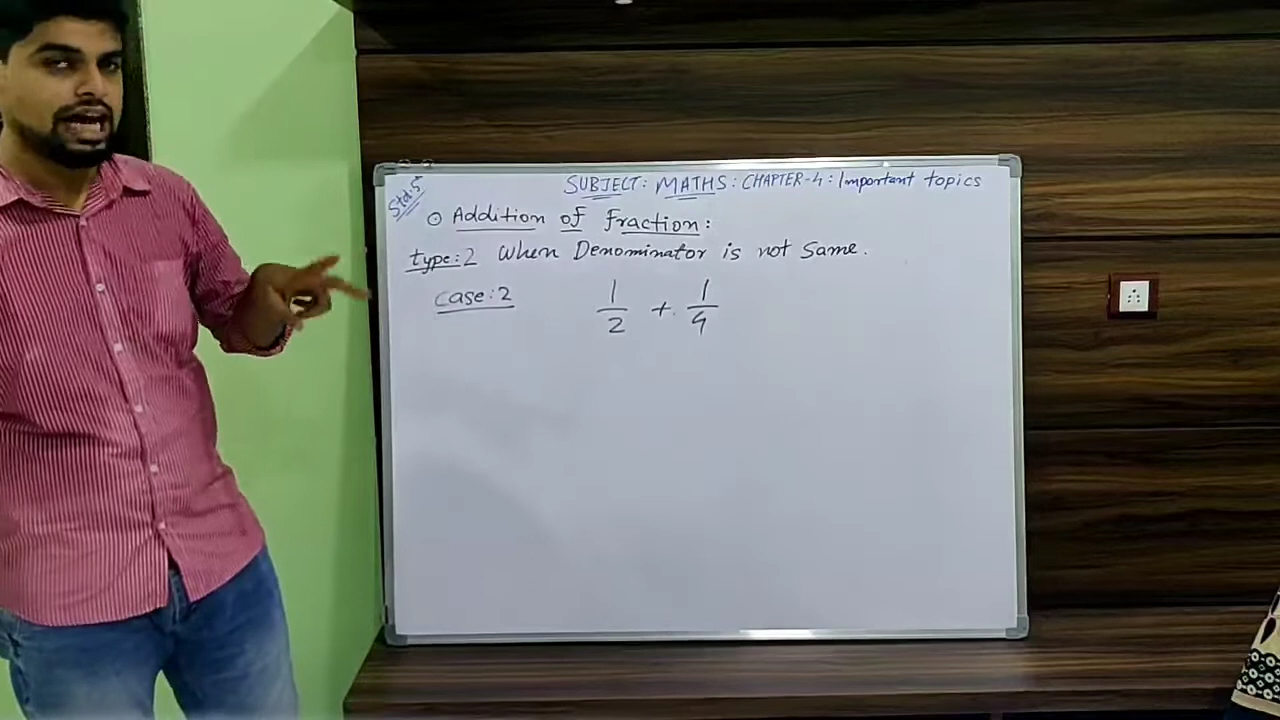 Std:5
SUBJECT: MATHS: CHAPTER-4: Important topics
⊙ Addition of fraction:
type:2 When Denominator is not same.
Case:2 1/2 + 1/4